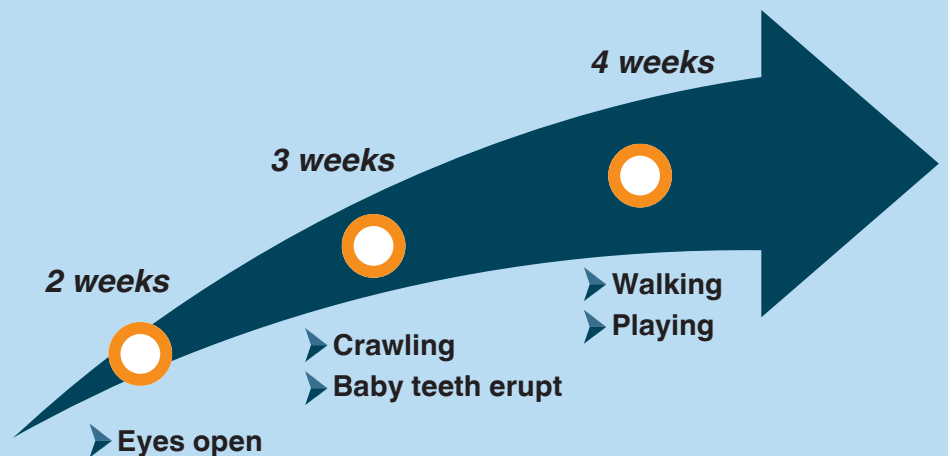 2 weeks
Eyes open
3 weeks
Crawling
Baby teeth erupt
4 weeks
Walking
Playing